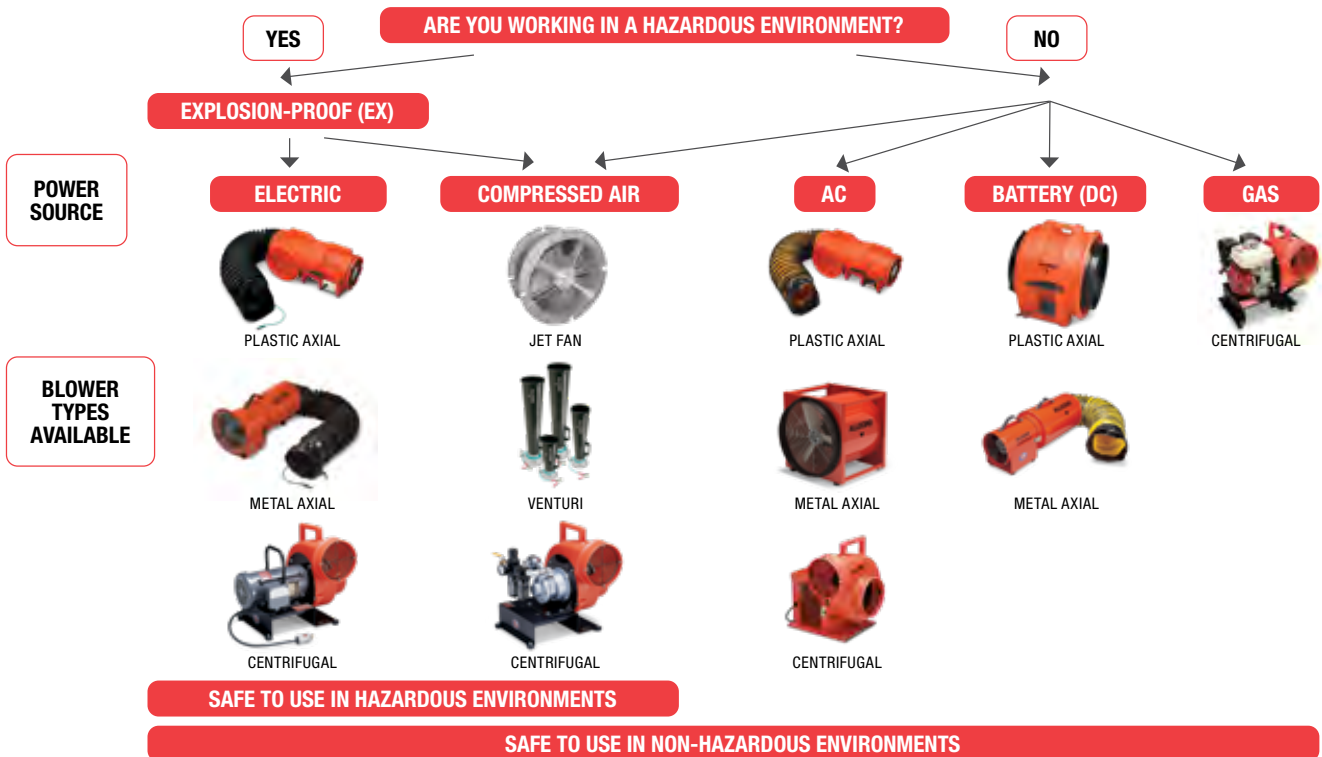 ARE YOU WORKING IN A HAZARDOUS ENVIRONMENT?
YES
NO
EXPLOSION-PROOF (EX)
POWER
SOURCE
ELECTRIC
COMPRESSED AIR
AC
BATTERY (DC)
GAS
PLASTIC AXIAL
JET FAN
PLASTIC AXIAL
PLASTIC AXIAL
CENTRIFUGAL
BLOWER
TYPES
AVAILABLE
METAL AXIAL
VENTURI
METAL AXIAL
METAL AXIAL
CENTRIFUGAL
CENTRIFUGAL
CENTRIFUGAL
SAFE TO USE IN HAZARDOUS ENVIRONMENTS
SAFE TO USE IN NON-HAZARDOUS ENVIRONMENTS